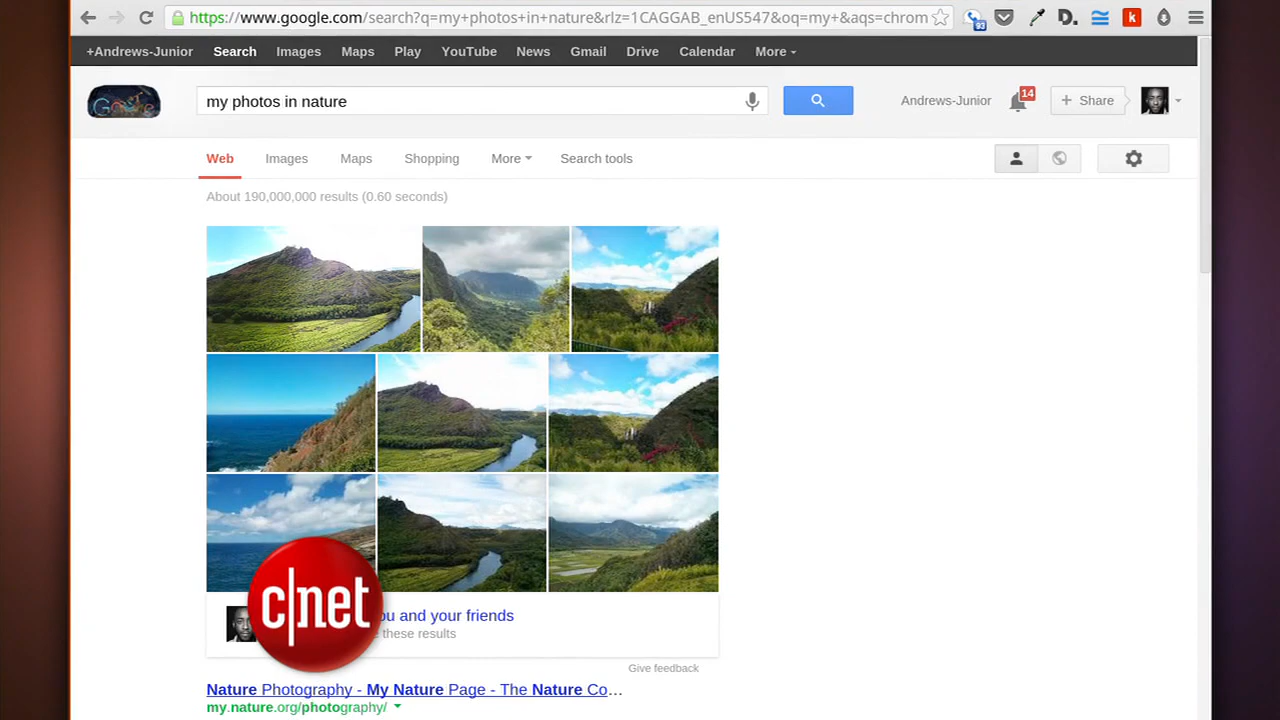 https://www.google.com/search?q=my+photos+in+nature&rlz=1CAGGAB_enUS547&oq=my+&aqs=chrom
93
D.
k
+Andrews-Junior Search Images Maps Play YouTube News Gmail Drive Calendar More
Google
my photos in nature
Andrews-Junior
14
+ Share
Web Images Maps Shopping More Search tools
About 190,000,000 results (0.60 seconds)
c|net
ou and your friends
these results
Give feedback
Nature Photography - My Nature Page - The Nature Co…
my.nature.org/photography/